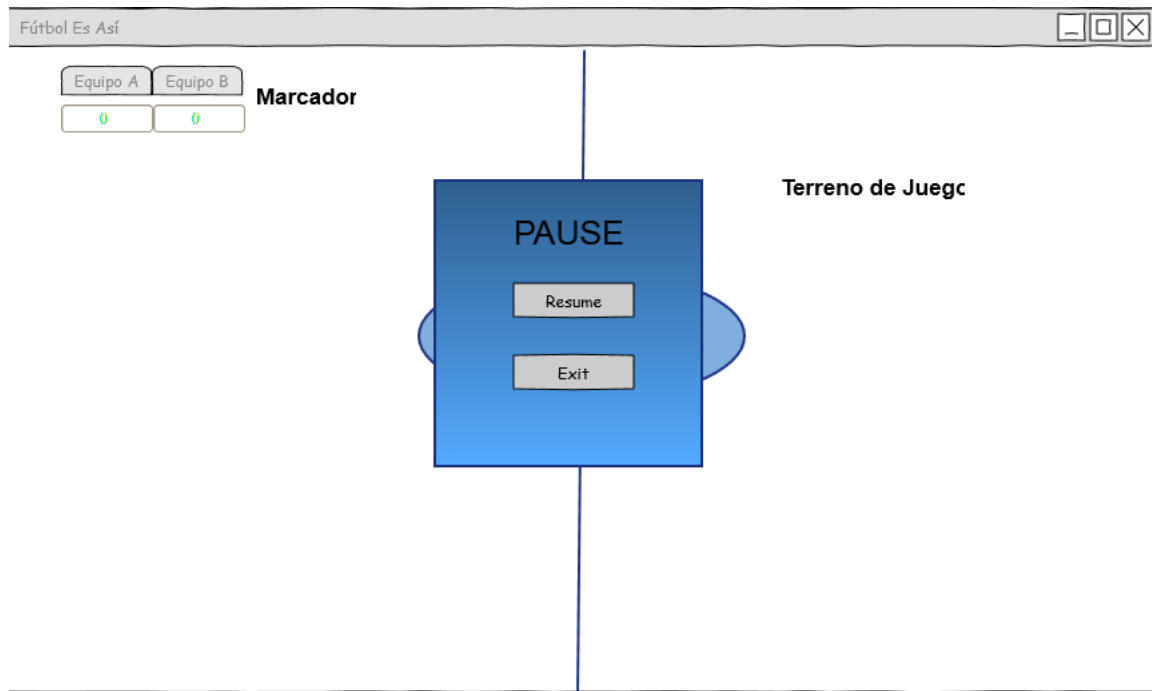 Fútbol Es Así
Equipo A Equipo B
Marcador
0 0
Terreno de Juego
PAUSE
Resume
Exit